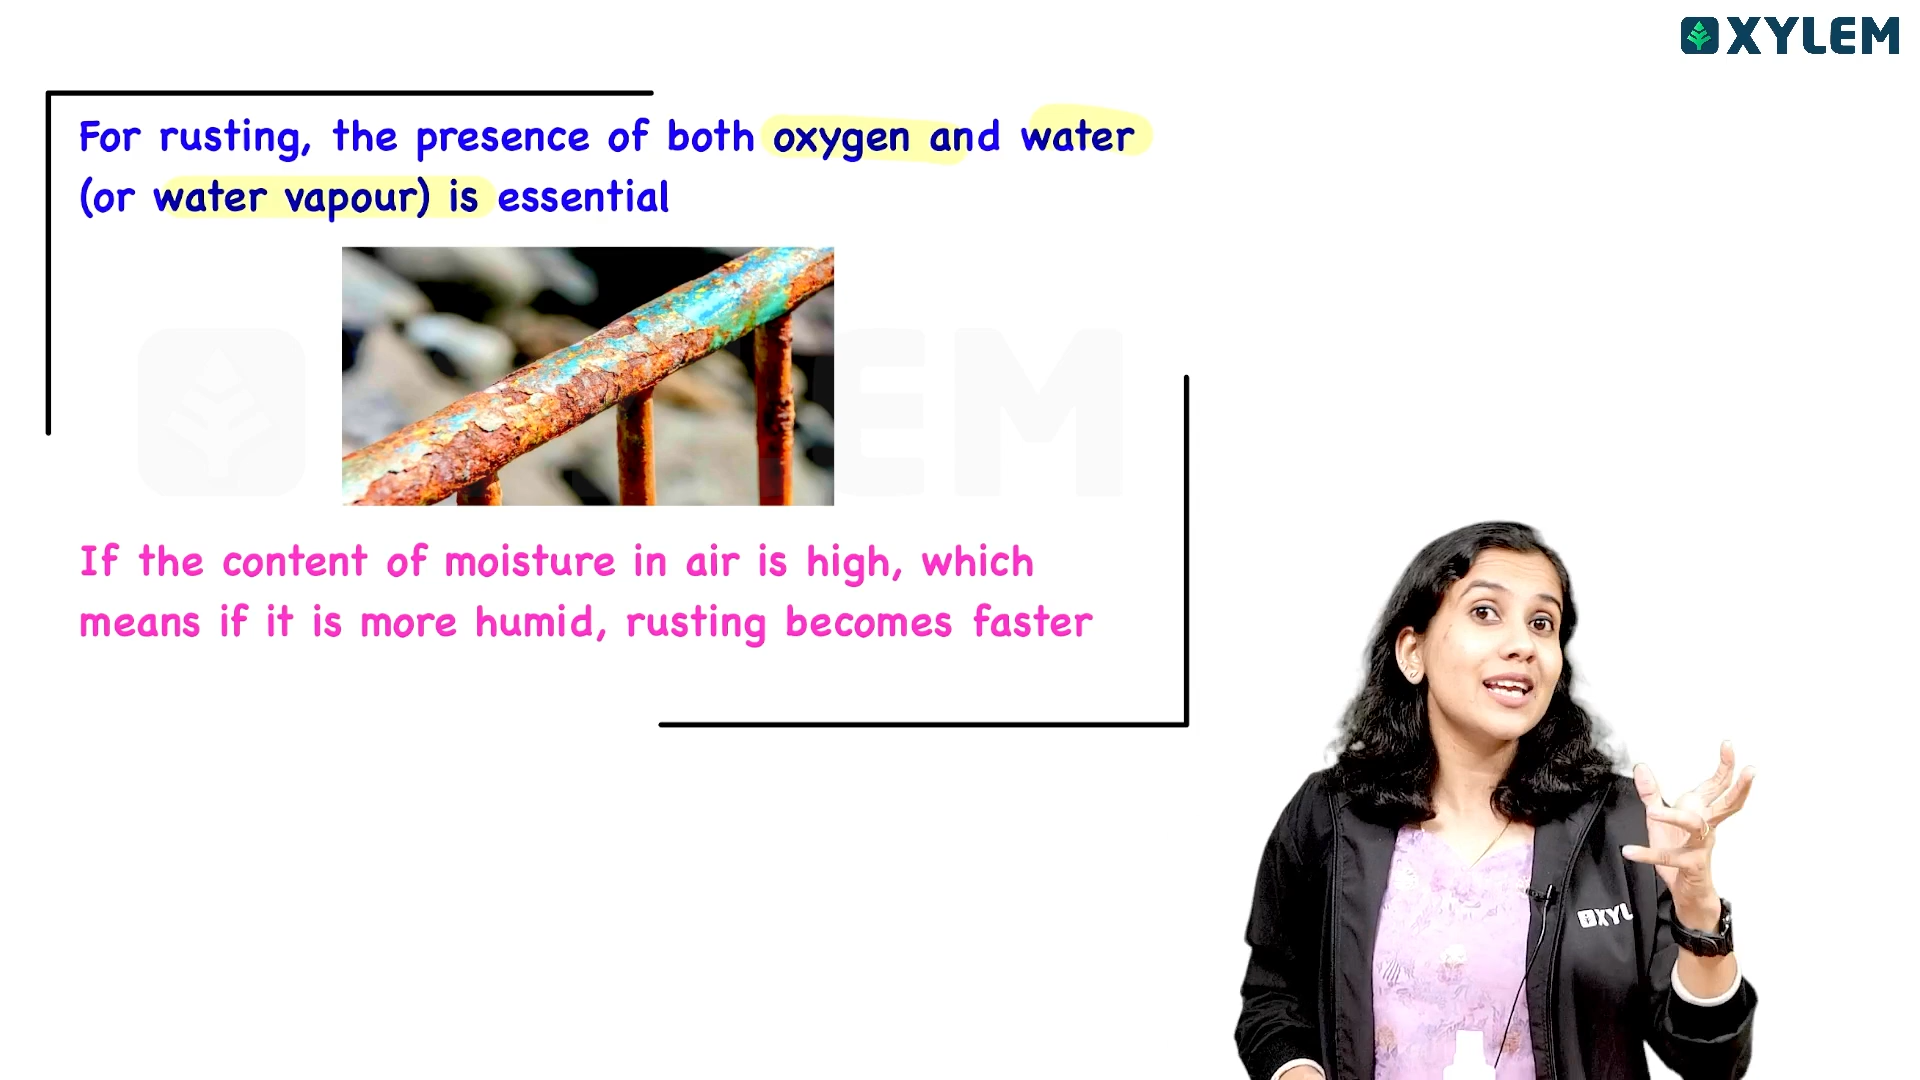 XYLEM
For rusting, the presence of both oxygen and water
(or water vapour) is essential
If the content of moisture in air is high, which
means if it is more humid, rusting becomes faster
XYL